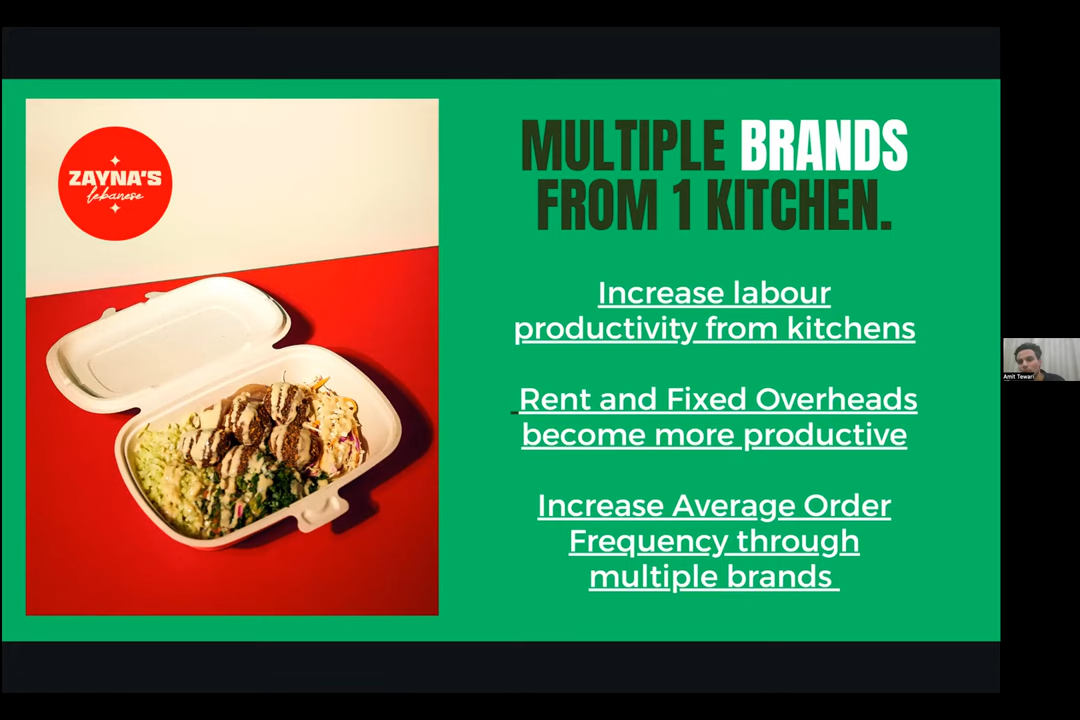 ZAYNA'S
lebanese
MULTIPLE BRANDS
FROM 1 KITCHEN.
Increase labour
productivity from kitchens
Rent and Fixed Overheads
become more productive
Increase Average Order
Frequency through
multiple brands
Amit Tewari